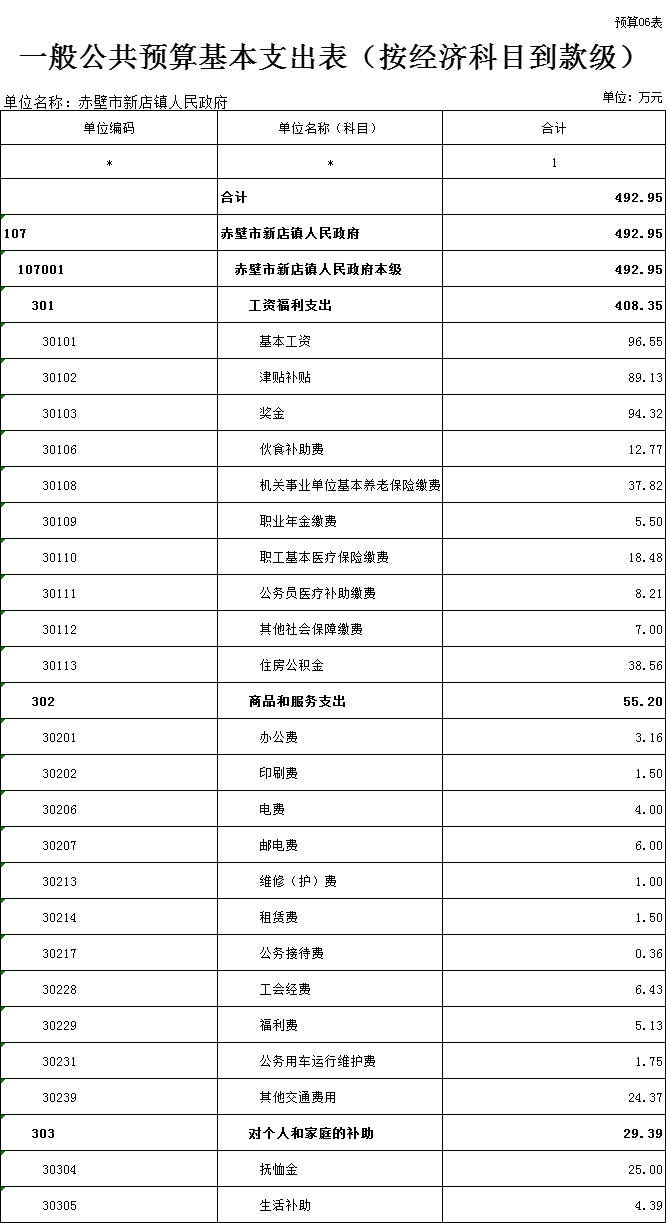 预算06表
一般公共预算基本支出表（按经济科目到款级）
单位名称：赤壁市新店镇人民政府 单位：万元
单位编码 单位名称（科目） 合计
* * 1
合计 492.95
107 赤壁市新店镇人民政府 492.95
107001 赤壁市新店镇人民政府本级 492.95
301 工资福利支出 408.35
30101 基本工资 96.55
30102 津贴补贴 89.13
30103 奖金 94.32
30106 伙食补助费 12.77
30108 机关事业单位基本养老保险缴费 37.82
30109 职业年金缴费 5.50
30110 职工基本医疗保险缴费 18.48
30111 公务员医疗补助缴费 8.21
30112 其他社会保障缴费 7.00
30113 住房公积金 38.56
302 商品和服务支出 55.20
30201 办公费 3.16
30202 印刷费 1.50
30206 电费 4.00
30207 邮电费 6.00
30213 维修（护）费 1.00
30214 租赁费 1.50
30217 公务接待费 0.36
30228 工会经费 6.43
30229 福利费 5.13
30231 公务用车运行维护费 1.75
30239 其他交通费用 24.37
303 对个人和家庭的补助 29.39
30304 抚恤金 25.00
30305 生活补助 4.39